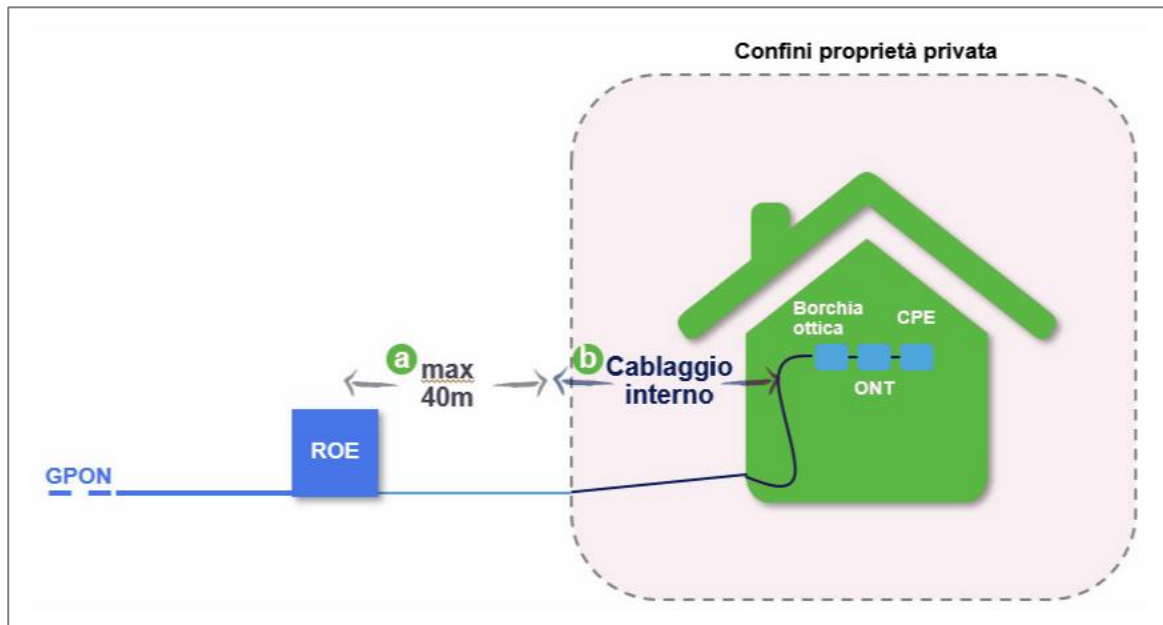 Confini proprietà privata
Borchia
ottica
CPE
ONT
a
max
40m
b
Cablaggio
interno
ROE
GPON